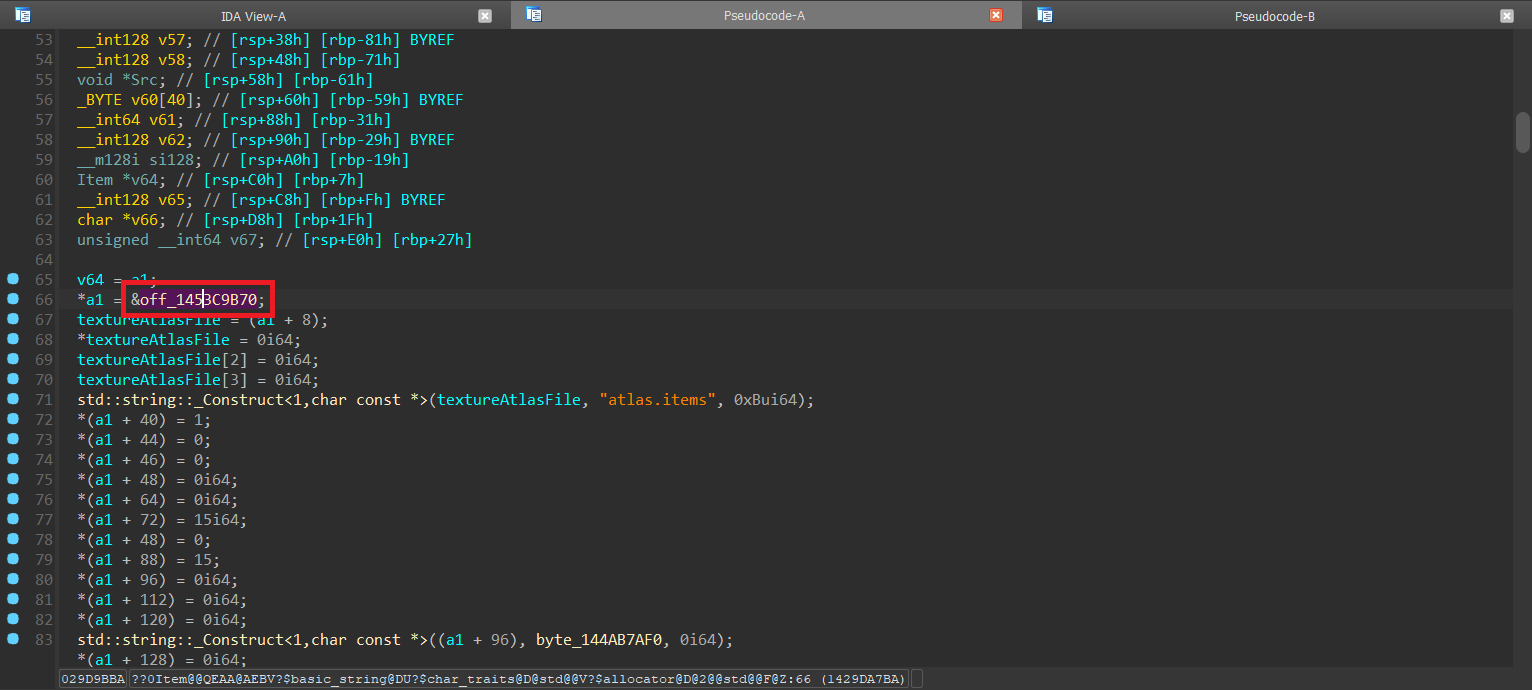 IDA View-A
Pseudocode-A
Pseudocode-B
53 __int128 v57; // [rsp+38h] [rbp-81h] BYREF
54 __int128 v58; // [rsp+48h] [rbp-71h]
55 void *Src; // [rsp+58h] [rbp-61h]
56 _BYTE v60[40]; // [rsp+60h] [rbp-59h] BYREF
57 __int64 v61; // [rsp+88h] [rbp-31h]
58 __int128 v62; // [rsp+90h] [rbp-29h] BYREF
59 __m128i si128; // [rsp+A0h] [rbp-19h]
60 Item *v64; // [rsp+C0h] [rbp+7h]
61 __int128 v65; // [rsp+C8h] [rbp+Fh] BYREF
62 char *v66; // [rsp+D8h] [rbp+1Fh]
63 unsigned __int64 v67; // [rsp+E0h] [rbp+27h]
64
65 v64 = a1;
66 *a1 = &off_1453C9B70;
67 textureAtlasFile = (a1 + 8);
68 *textureAtlasFile = 0i64;
69 textureAtlasFile[2] = 0i64;
70 textureAtlasFile[3] = 0i64;
71 std::string::_Construct<1,char const *>(textureAtlasFile, "atlas.items", 0xBui64);
72 *(a1 + 40) = 1;
73 *(a1 + 44) = 0;
74 *(a1 + 46) = 0;
75 *(a1 + 48) = 0i64;
76 *(a1 + 64) = 0i64;
77 *(a1 + 72) = 15i64;
78 *(a1 + 48) = 0;
79 *(a1 + 88) = 15;
80 *(a1 + 96) = 0i64;
81 *(a1 + 112) = 0i64;
82 *(a1 + 120) = 0i64;
83 std::string::_Construct<1,char const *>((a1 + 96), byte_144AB7AF0, 0i64);
*(a1 + 128) = 0i64;
029D9BBA ??0Item@@QEAA@AEBV?$basic_string@DU?$char_traits@D@std@@V?$allocator@D@2@@std@@F@Z:66 (1429DA7BA)